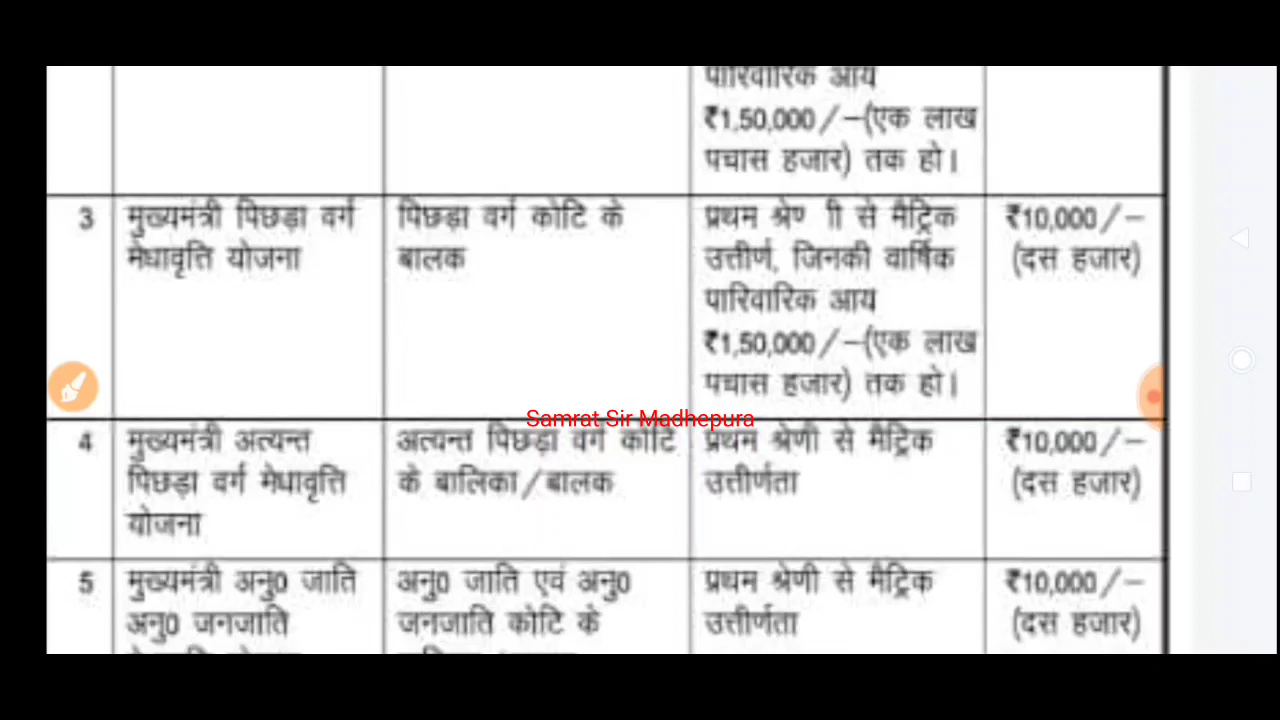 पारिवारिक आय
₹1,50,000/–(एक लाख
पचास हजार) तक हो।
3
मुख्यमंत्री पिछड़ा वर्ग
मेधावृत्ति योजना
पिछड़ा वर्ग कोटि के
बालक
प्रथम श्रेण ी से मैट्रिक
उत्तीर्ण, जिनकी वार्षिक
पारिवारिक आय
₹1,50,000/–(एक लाख
पचास हजार) तक हो।
₹10,000/–
(दस हजार)
Samrat Sir Madhepura
4
मुख्यमंत्री अत्यन्त
पिछड़ा वर्ग मेधावृत्ति
योजना
अत्यन्त पिछड़ा वर्ग कोटि
के बालिका/बालक
प्रथम श्रेणी से मैट्रिक
उत्तीर्णता
₹10,000/–
(दस हजार)
5
मुख्यमंत्री अनु0 जाति
अनु0 जनजाति
अनु0 जाति एवं अनु0
जनजाति कोटि के
प्रथम श्रेणी से मैट्रिक
उत्तीर्णता
₹10,000/–
(दस हजार)